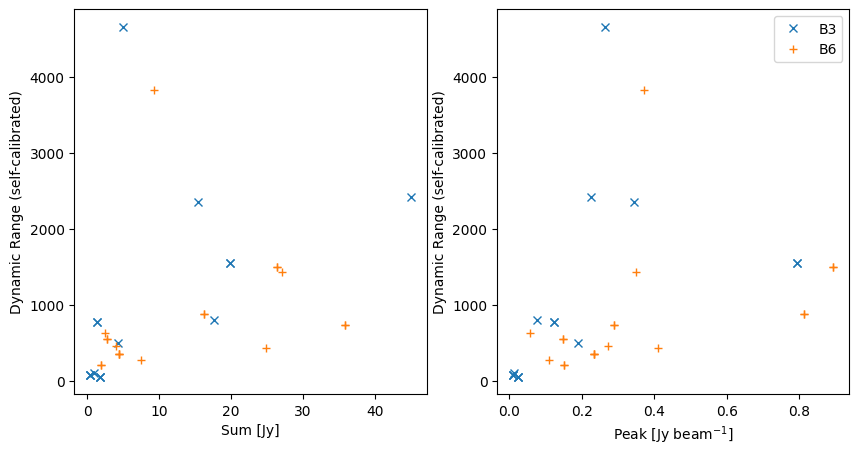 Dynamic Range (self-calibrated)
4000
3000
2000
1000
0
0 10 20 30 40
Sum [Jy]
Dynamic Range (self-calibrated)
4000
3000
2000
1000
0
0.0 0.2 0.4 0.6 0.8
Peak [Jy beam⁻¹]
B3
B6